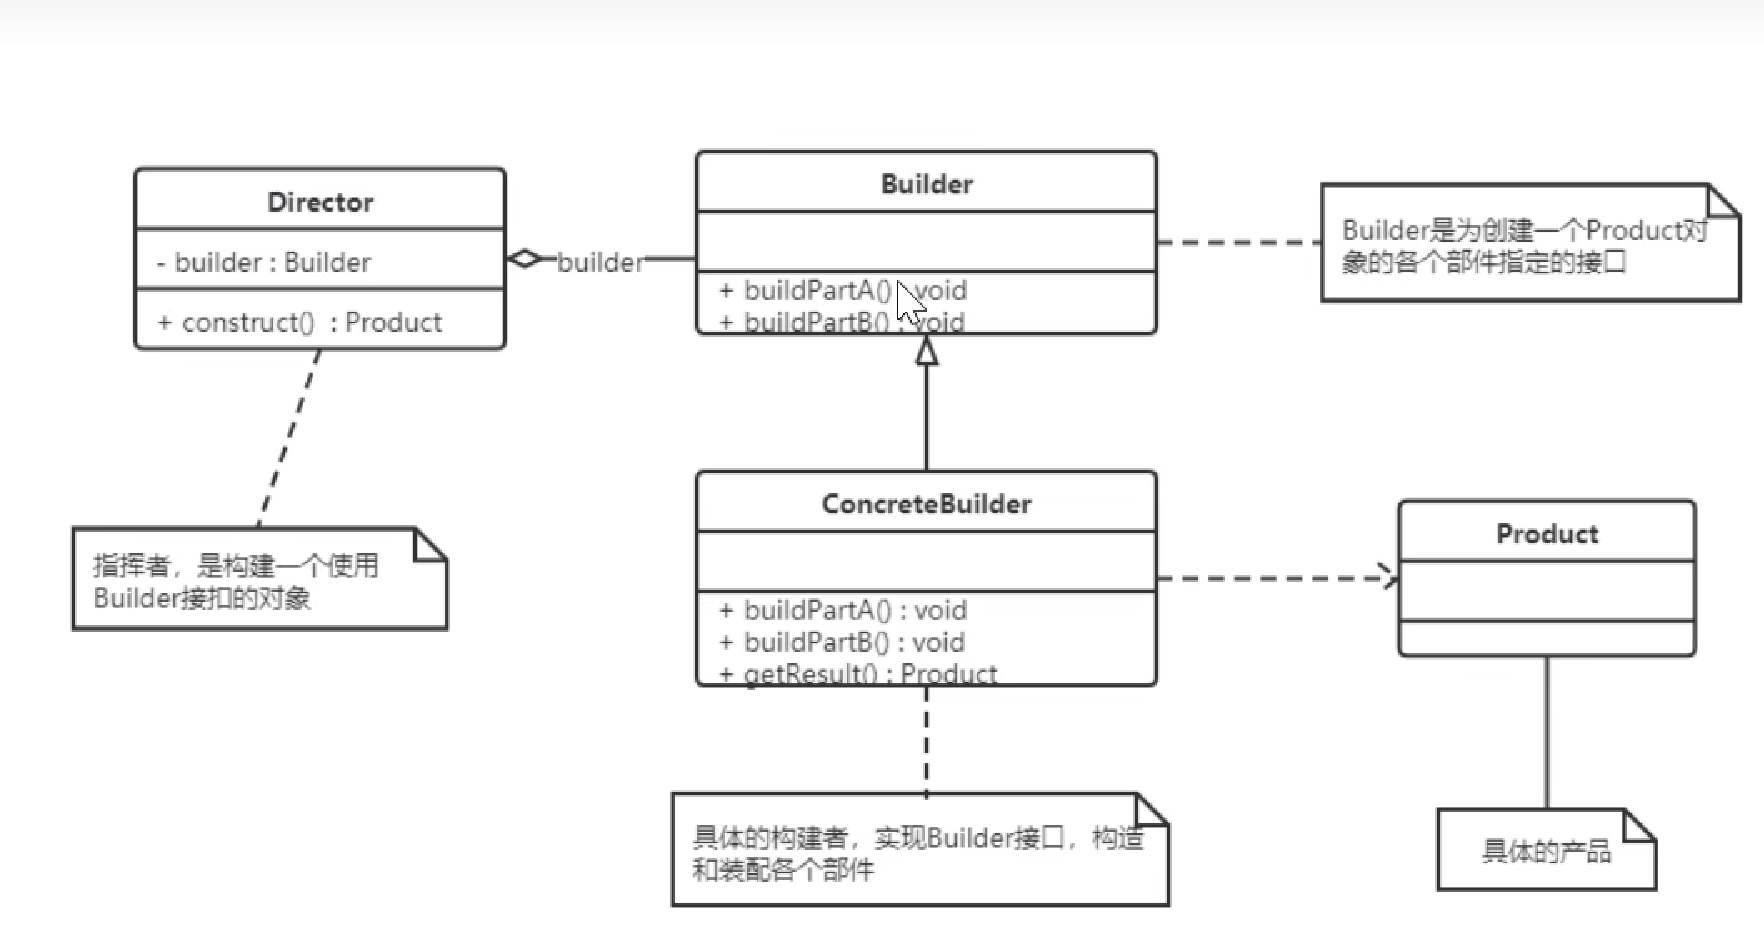 Director
- builder : Builder
+ construct()  : Product
builder
Builder
+ buildPartA() : void
+ buildPartB() : void
Builder是为创建一个Product对
象的各个部件指定的接口
指挥者，是构建一个使用
Builder接扣的对象
ConcreteBuilder
+ buildPartA() : void
+ buildPartB() : void
+ getResult() : Product
Product
具体的构建者，实现Builder接口，构造
和装配各个部件
具体的产品